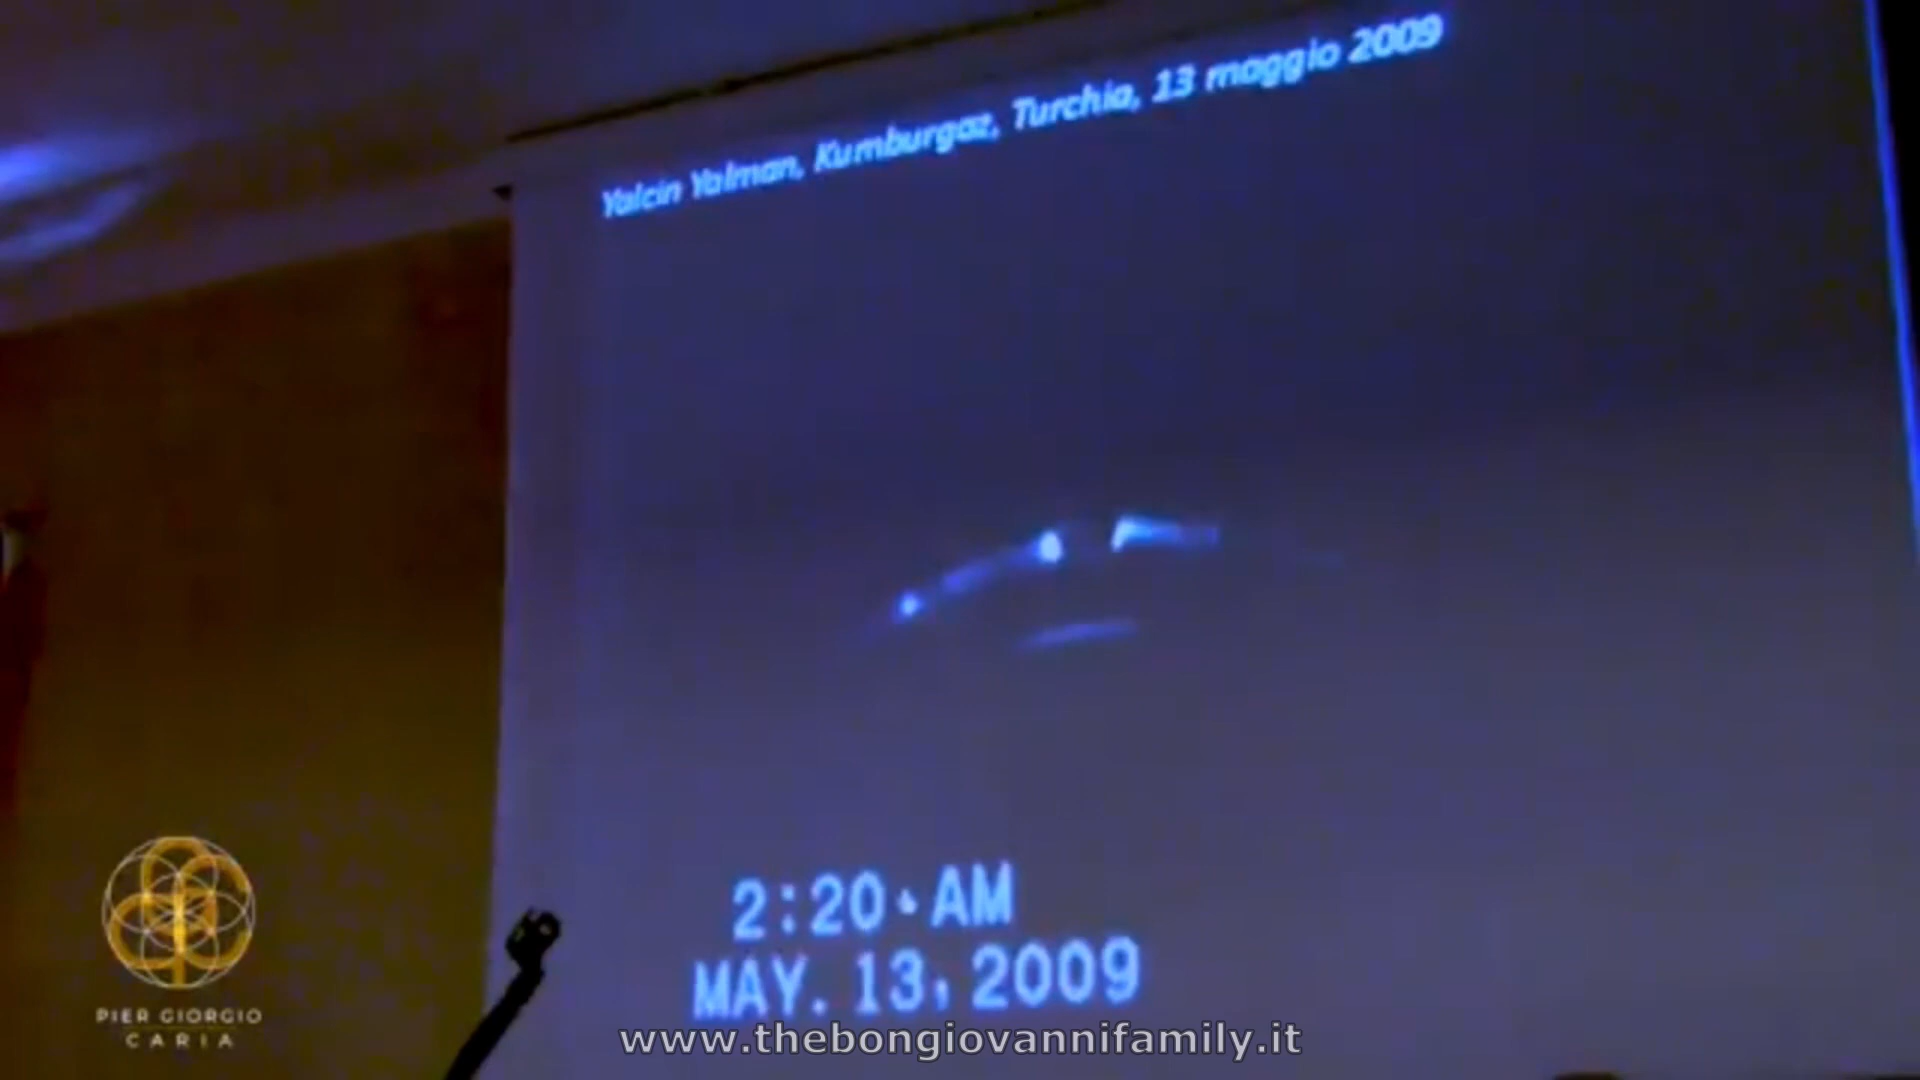 Yalcin Yalman, Kumburgaz, Turchia, 13 maggio 2009
2:20 AM
MAY. 13, 2009
PIER GIORGIO
CARIA
www.thebongiovannifamily.it